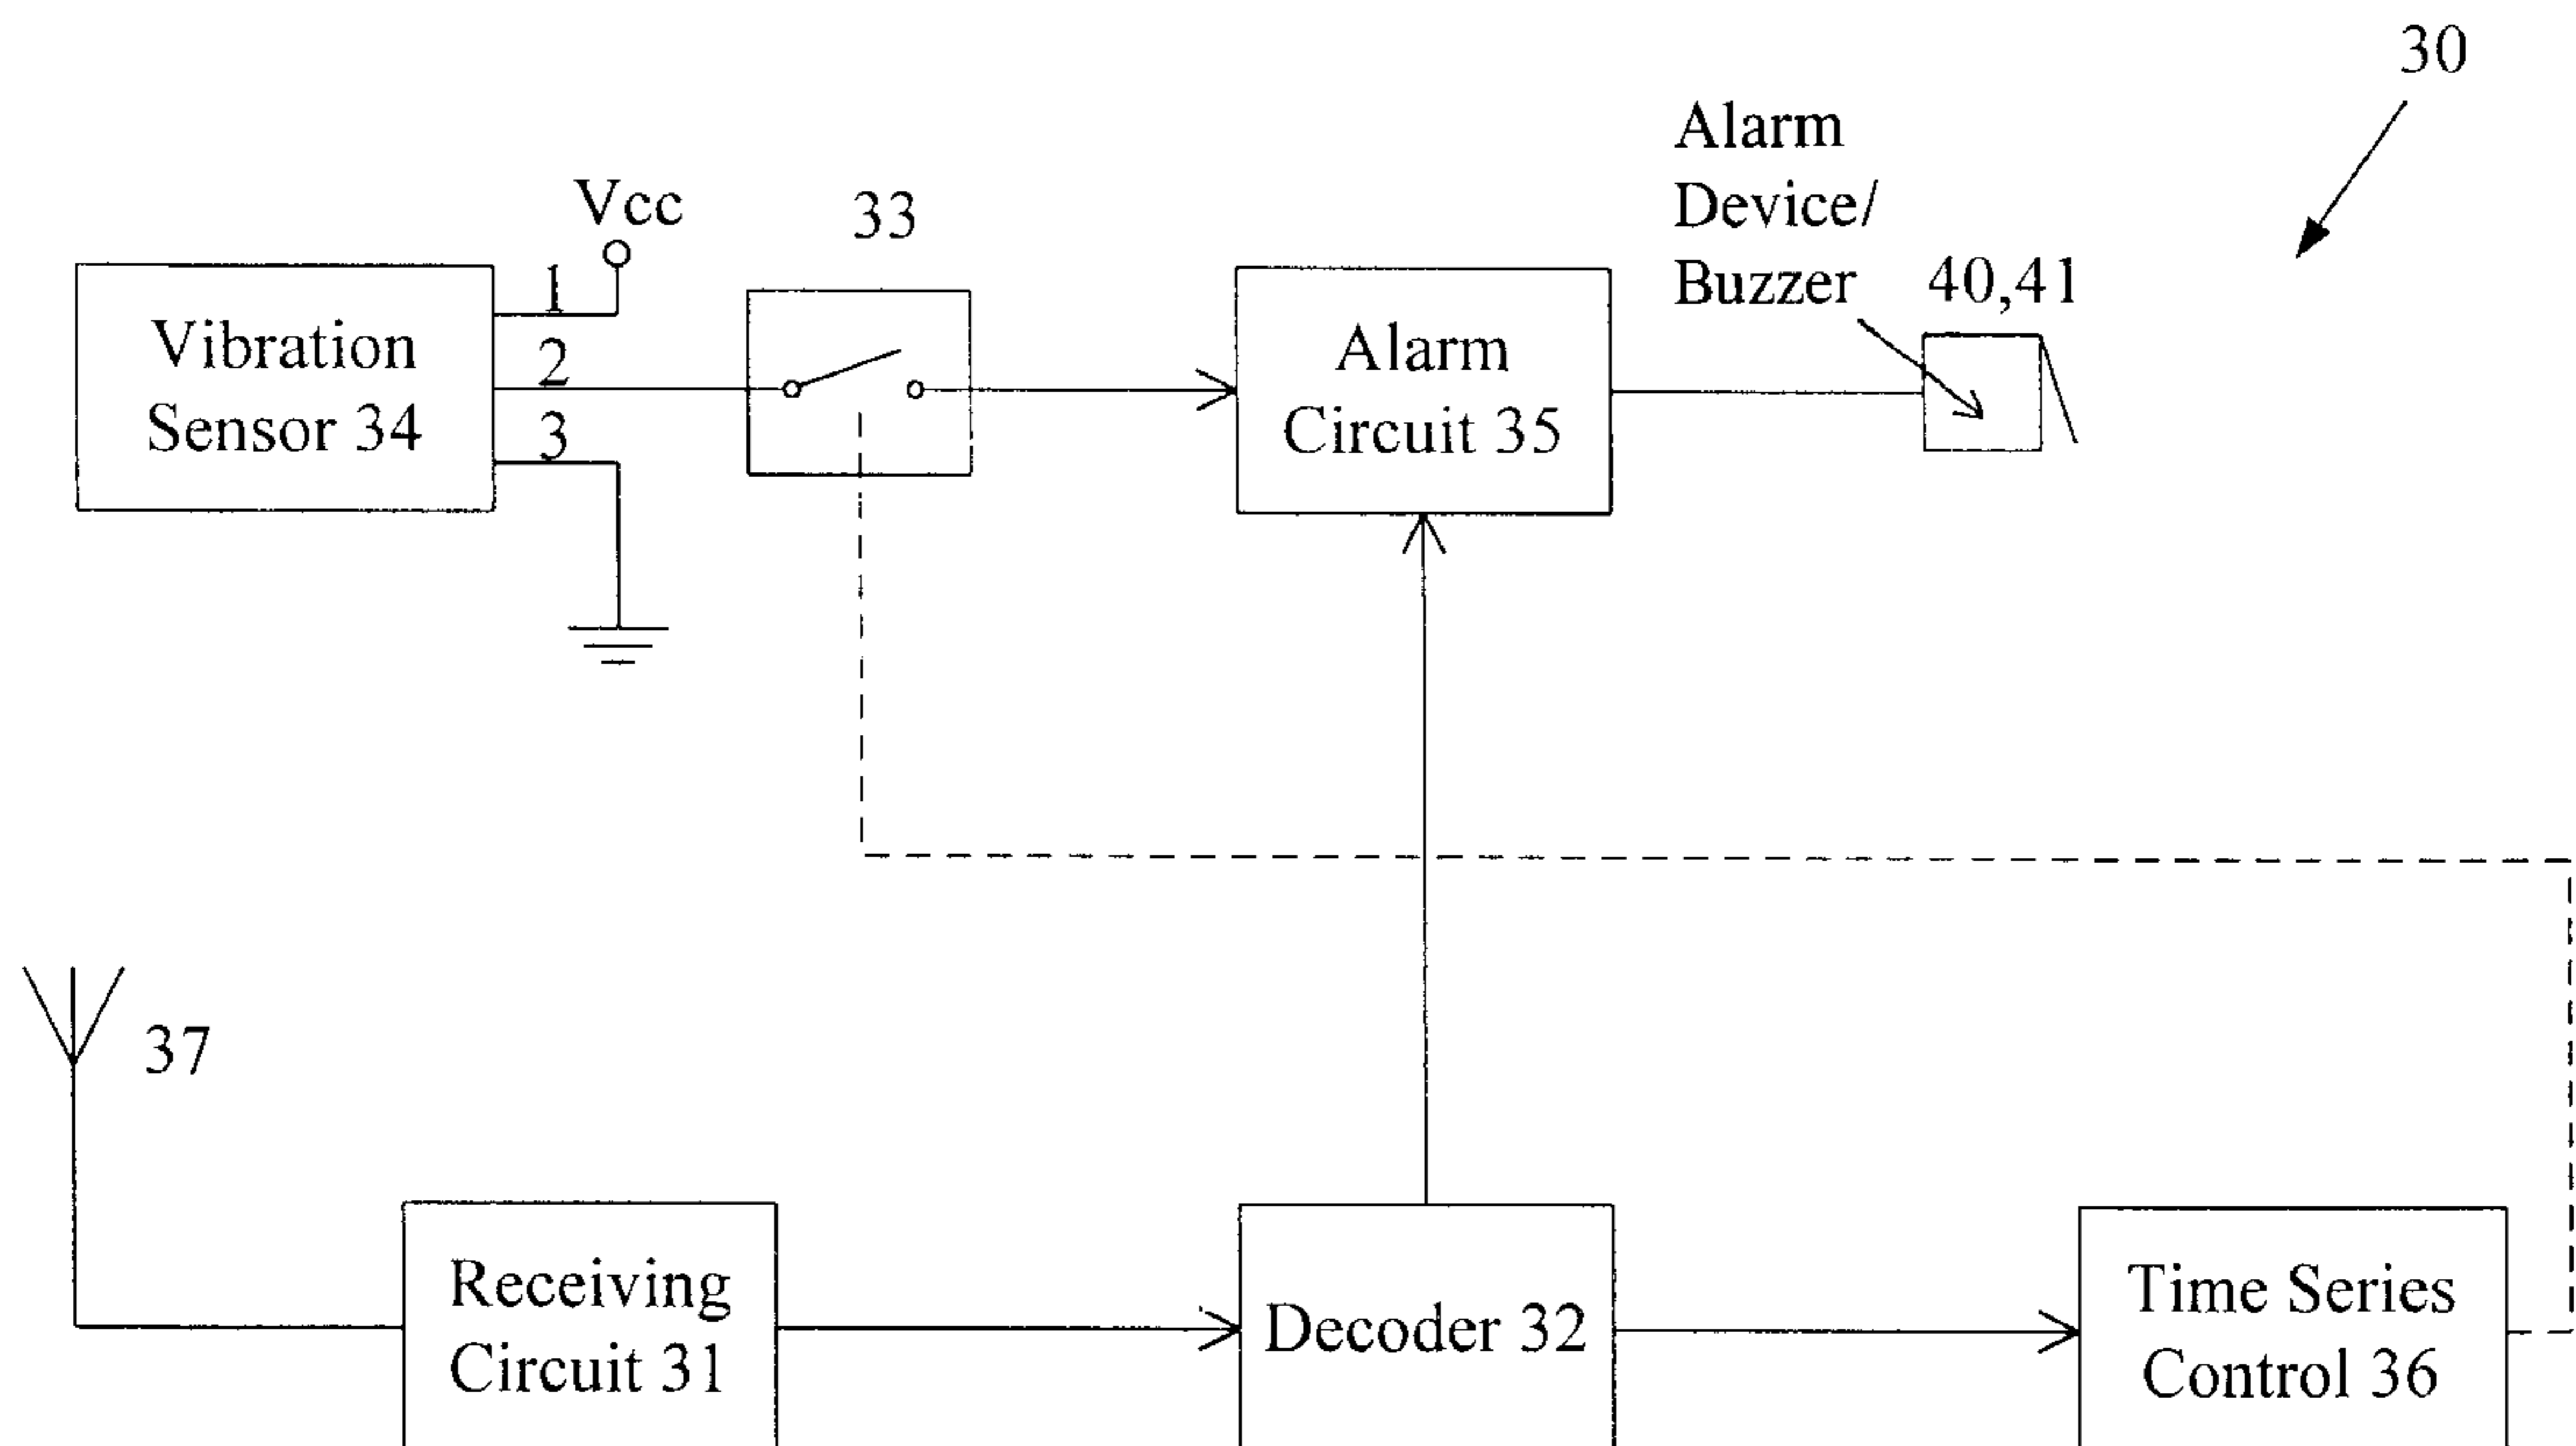 30
Alarm
Device/
Buzzer
40,41
Vcc
33
1
2
3
Vibration
Sensor 34
Alarm
Circuit 35
37
Receiving
Circuit 31
Decoder 32
Time Series
Control 36